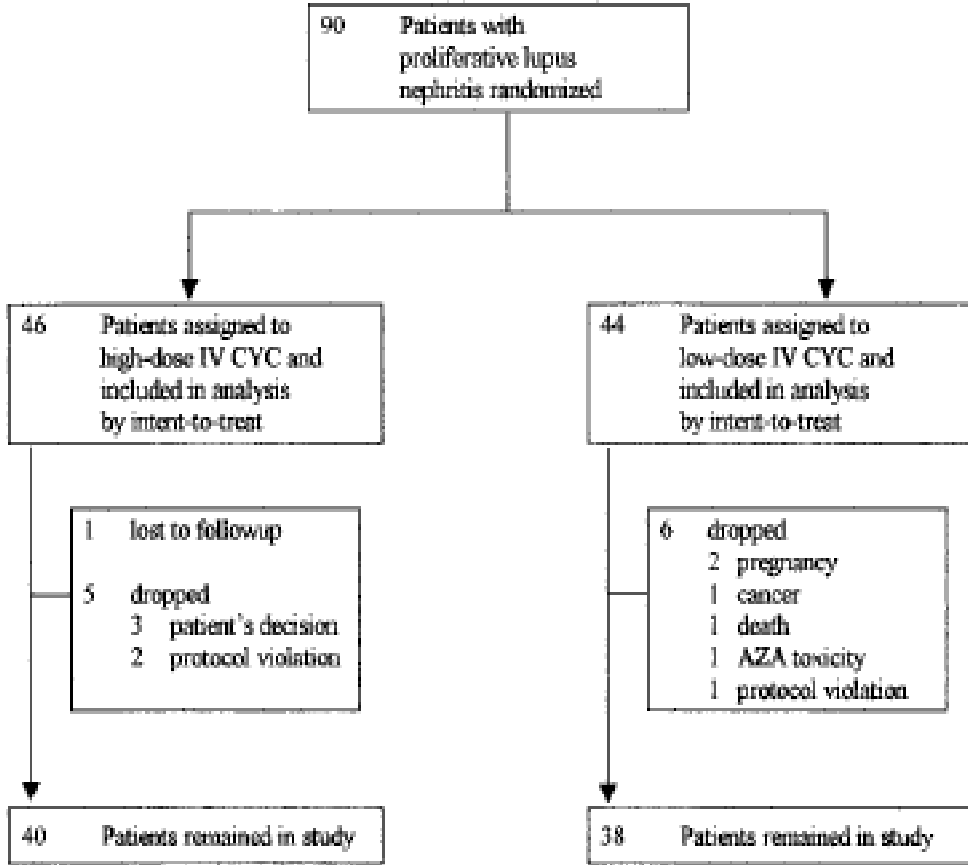 90 Patients with
proliferative lupus
nephritis randomized
46 Patients assigned to
high-dose IV CYC and
included in analysis
by intent-to-treat
44 Patients assigned to
low-dose IV CYC and
included in analysis
by intent-to-treat
1 lost to followup
5 dropped
3 patient's decision
2 protocol violation
6 dropped
2 pregnancy
1 cancer
1 death
1 AZA toxicity
1 protocol violation
40 Patients remained in study
38 Patients remained in study